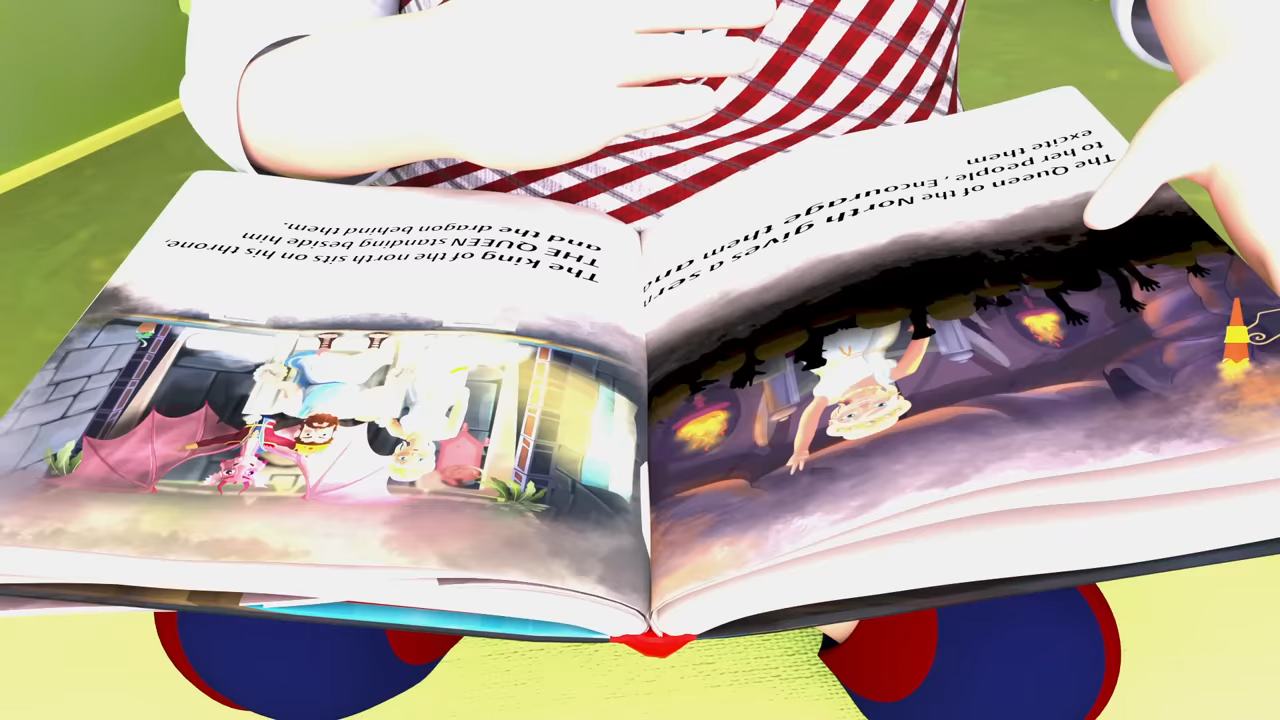 The Queen of the North gives a
to her people , Encourage them and
excite them
The king of the north sits on his throne,
THE QUEEN standing beside him
and the dragon behind them.